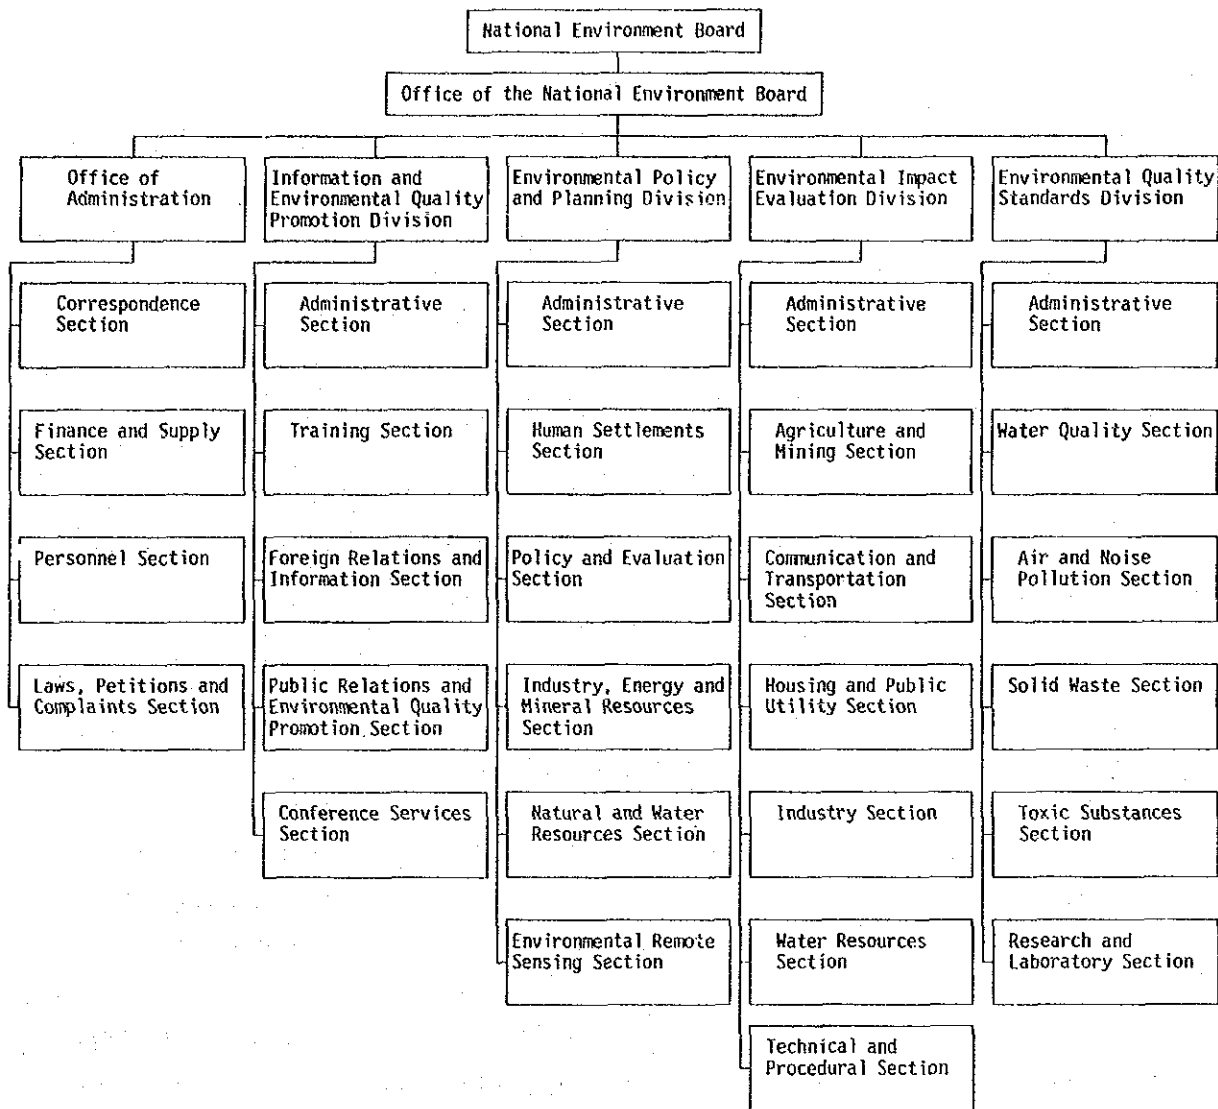 National Environment Board
Office of the National Environment Board
Office of
Administration
Information and
Environmental Quality
Promotion Division
Environmental Policy
and Planning Division
Environmental Impact
Evaluation Division
Environmental Quality
Standards Division
Correspondence
Section
Finance and Supply
Section
Personnel Section
Laws, Petitions and
Complaints Section
Administrative
Section
Training Section
Foreign Relations and
Information Section
Public Relations and
Environmental Quality
Promotion Section
Conference Services
Section
Administrative
Section
Human Settlements
Section
Policy and Evaluation
Section
Industry, Energy and
Mineral Resources
Section
Natural and Water
Resources Section
Environmental Remote
Sensing Section
Administrative
Section
Agriculture and
Mining Section
Communication and
Transportation
Section
Housing and Public
Utility Section
Industry Section
Water Resources
Section
Technical and
Procedural Section
Administrative
Section
Water Quality Section
Air and Noise
Pollution Section
Solid Waste Section
Toxic Substances
Section
Research and
Laboratory Section